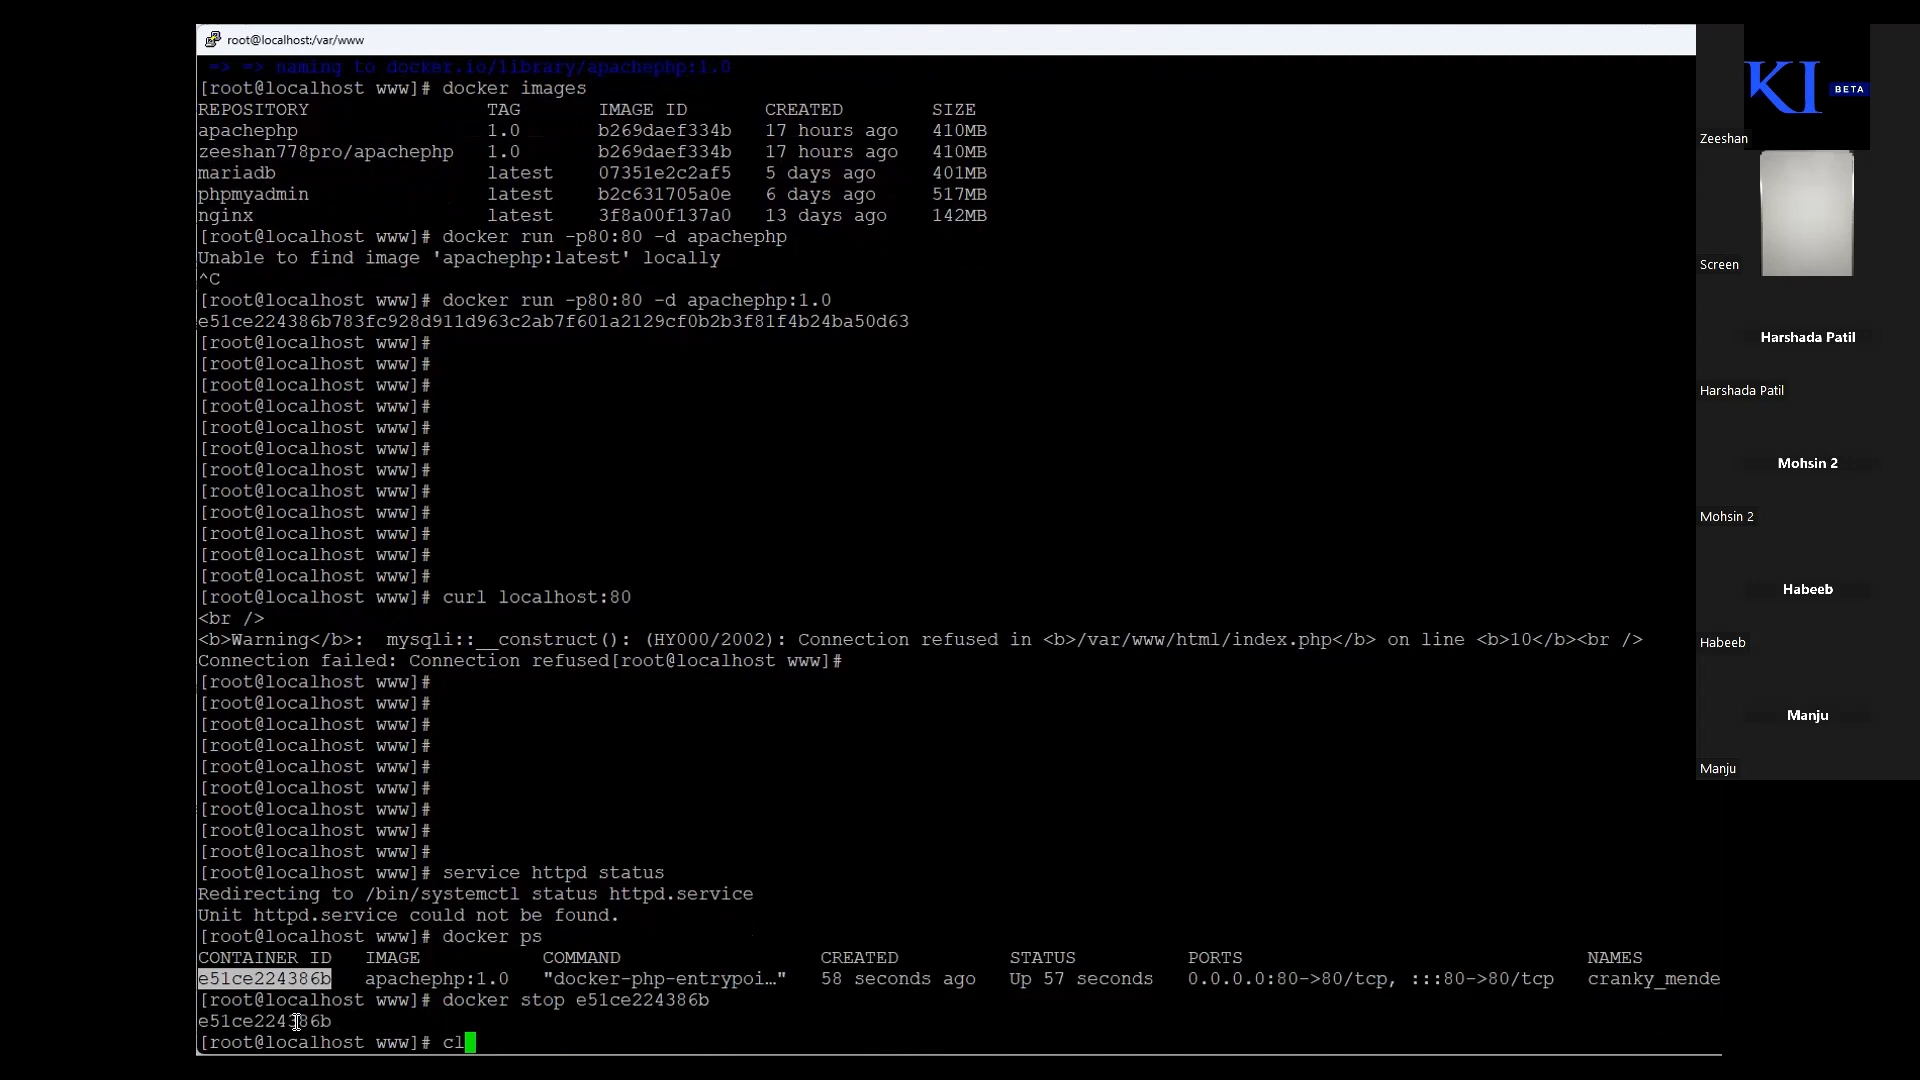 root@localhost:/var/www
=> => naming to docker.io/library/apachephp:1.0
[root@localhost www]# docker images
REPOSITORY TAG IMAGE ID CREATED SIZE
apachephp 1.0 b269daef334b 17 hours ago 410MB
zeeshan778pro/apachephp 1.0 b269daef334b 17 hours ago 410MB
mariadb latest 07351e2c2af5 5 days ago 401MB
phpmyadmin latest b2c631705a0e 6 days ago 517MB
nginx latest 3f8a00f137a0 13 days ago 142MB
[root@localhost www]# docker run -p80:80 -d apachephp
Unable to find image 'apachephp:latest' locally
^C
[root@localhost www]# docker run -p80:80 -d apachephp:1.0
e51ce224386b783fc928d911d963c2ab7f601a2129cf0b2b3f81f4b24ba50d63
[root@localhost www]#
[root@localhost www]#
[root@localhost www]#
[root@localhost www]#
[root@localhost www]#
[root@localhost www]#
[root@localhost www]#
[root@localhost www]#
[root@localhost www]#
[root@localhost www]#
[root@localhost www]#
[root@localhost www]#
[root@localhost www]# curl localhost:80
<br />
<b>Warning</b>:  mysqli::__construct(): (HY000/2002): Connection refused in <b>/var/www/html/index.php</b> on line <b>10</b><br />
Connection failed: Connection refused[root@localhost www]#
[root@localhost www]#
[root@localhost www]#
[root@localhost www]#
[root@localhost www]#
[root@localhost www]#
[root@localhost www]#
[root@localhost www]#
[root@localhost www]#
[root@localhost www]#
[root@localhost www]# service httpd status
Redirecting to /bin/systemctl status httpd.service
Unit httpd.service could not be found.
[root@localhost www]# docker ps
CONTAINER ID IMAGE COMMAND CREATED STATUS PORTS NAMES
e51ce224386b apachephp:1.0 "docker-php-entrypoi…" 58 seconds ago Up 57 seconds 0.0.0.0:80->80/tcp, :::80->80/tcp cranky_mende
[root@localhost www]# docker stop e51ce224386b
e51ce224386b
[root@localhost www]# cl
KI BETA
Zeeshan
Screen
Harshada Patil
Harshada Patil
Mohsin 2
Mohsin 2
Habeeb
Habeeb
Manju
Manju